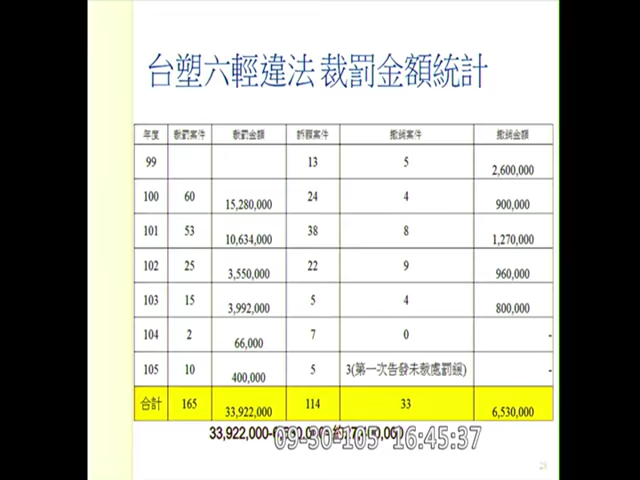 台塑六輕違法 裁罰金額統計
年度 裁罰案件 裁罰金額 訴願案件 撤銷案件 撤銷金額
99 13 5 2,600,000
100 60 15,280,000 24 4 900,000
101 53 10,634,000 38 8 1,270,000
102 25 3,550,000 22 9 960,000
103 15 3,992,000 5 4 800,000
104 2 66,000 7 0 -
105 10 400,000 5 3(第一次告發未裁處罰鍰) -
合計 165 33,922,000 114 33 6,530,000
33,922,000-
09-30-105 16:45:37